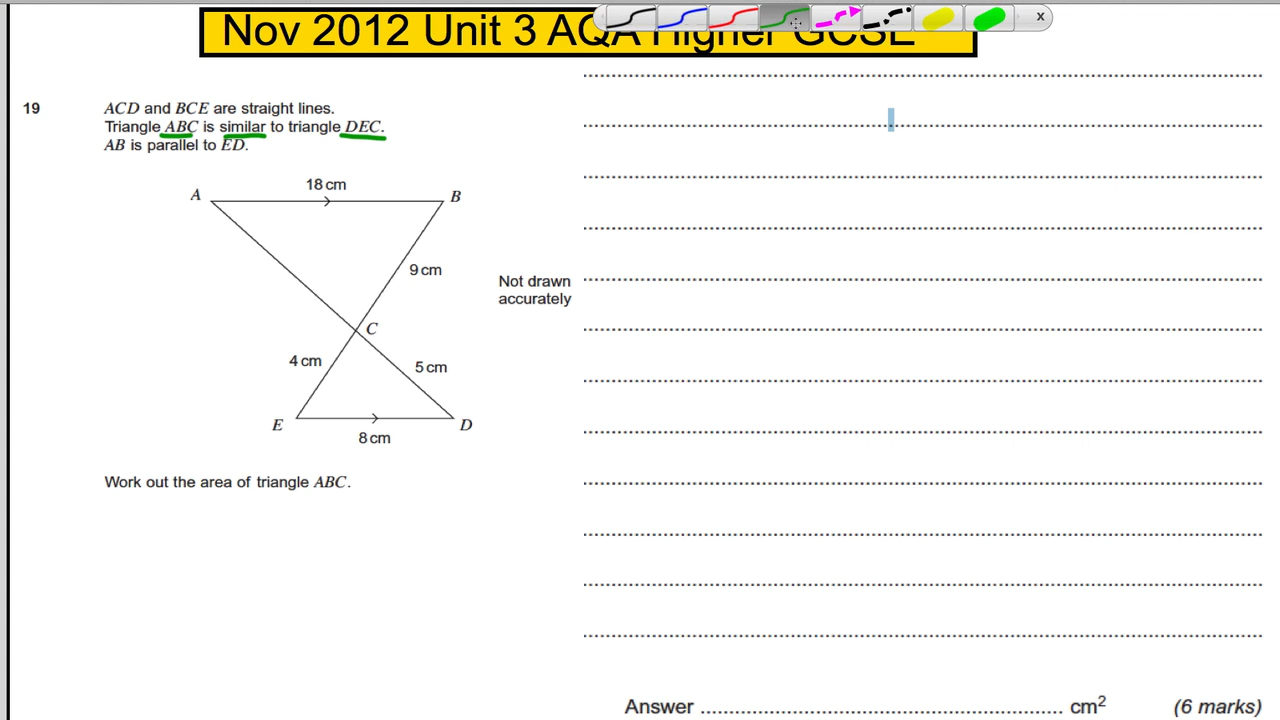 Nov 2012 Unit 3 AQA Higher GCSE
x
19
ACD and BCE are straight lines.
Triangle ABC is similar to triangle DEC.
AB is parallel to ED.
18 cm
A
B
9 cm
Not drawn
accurately
C
4 cm
5 cm
E
D
8 cm
Work out the area of triangle ABC.
Answer ................................................................ cm²
(6 marks)